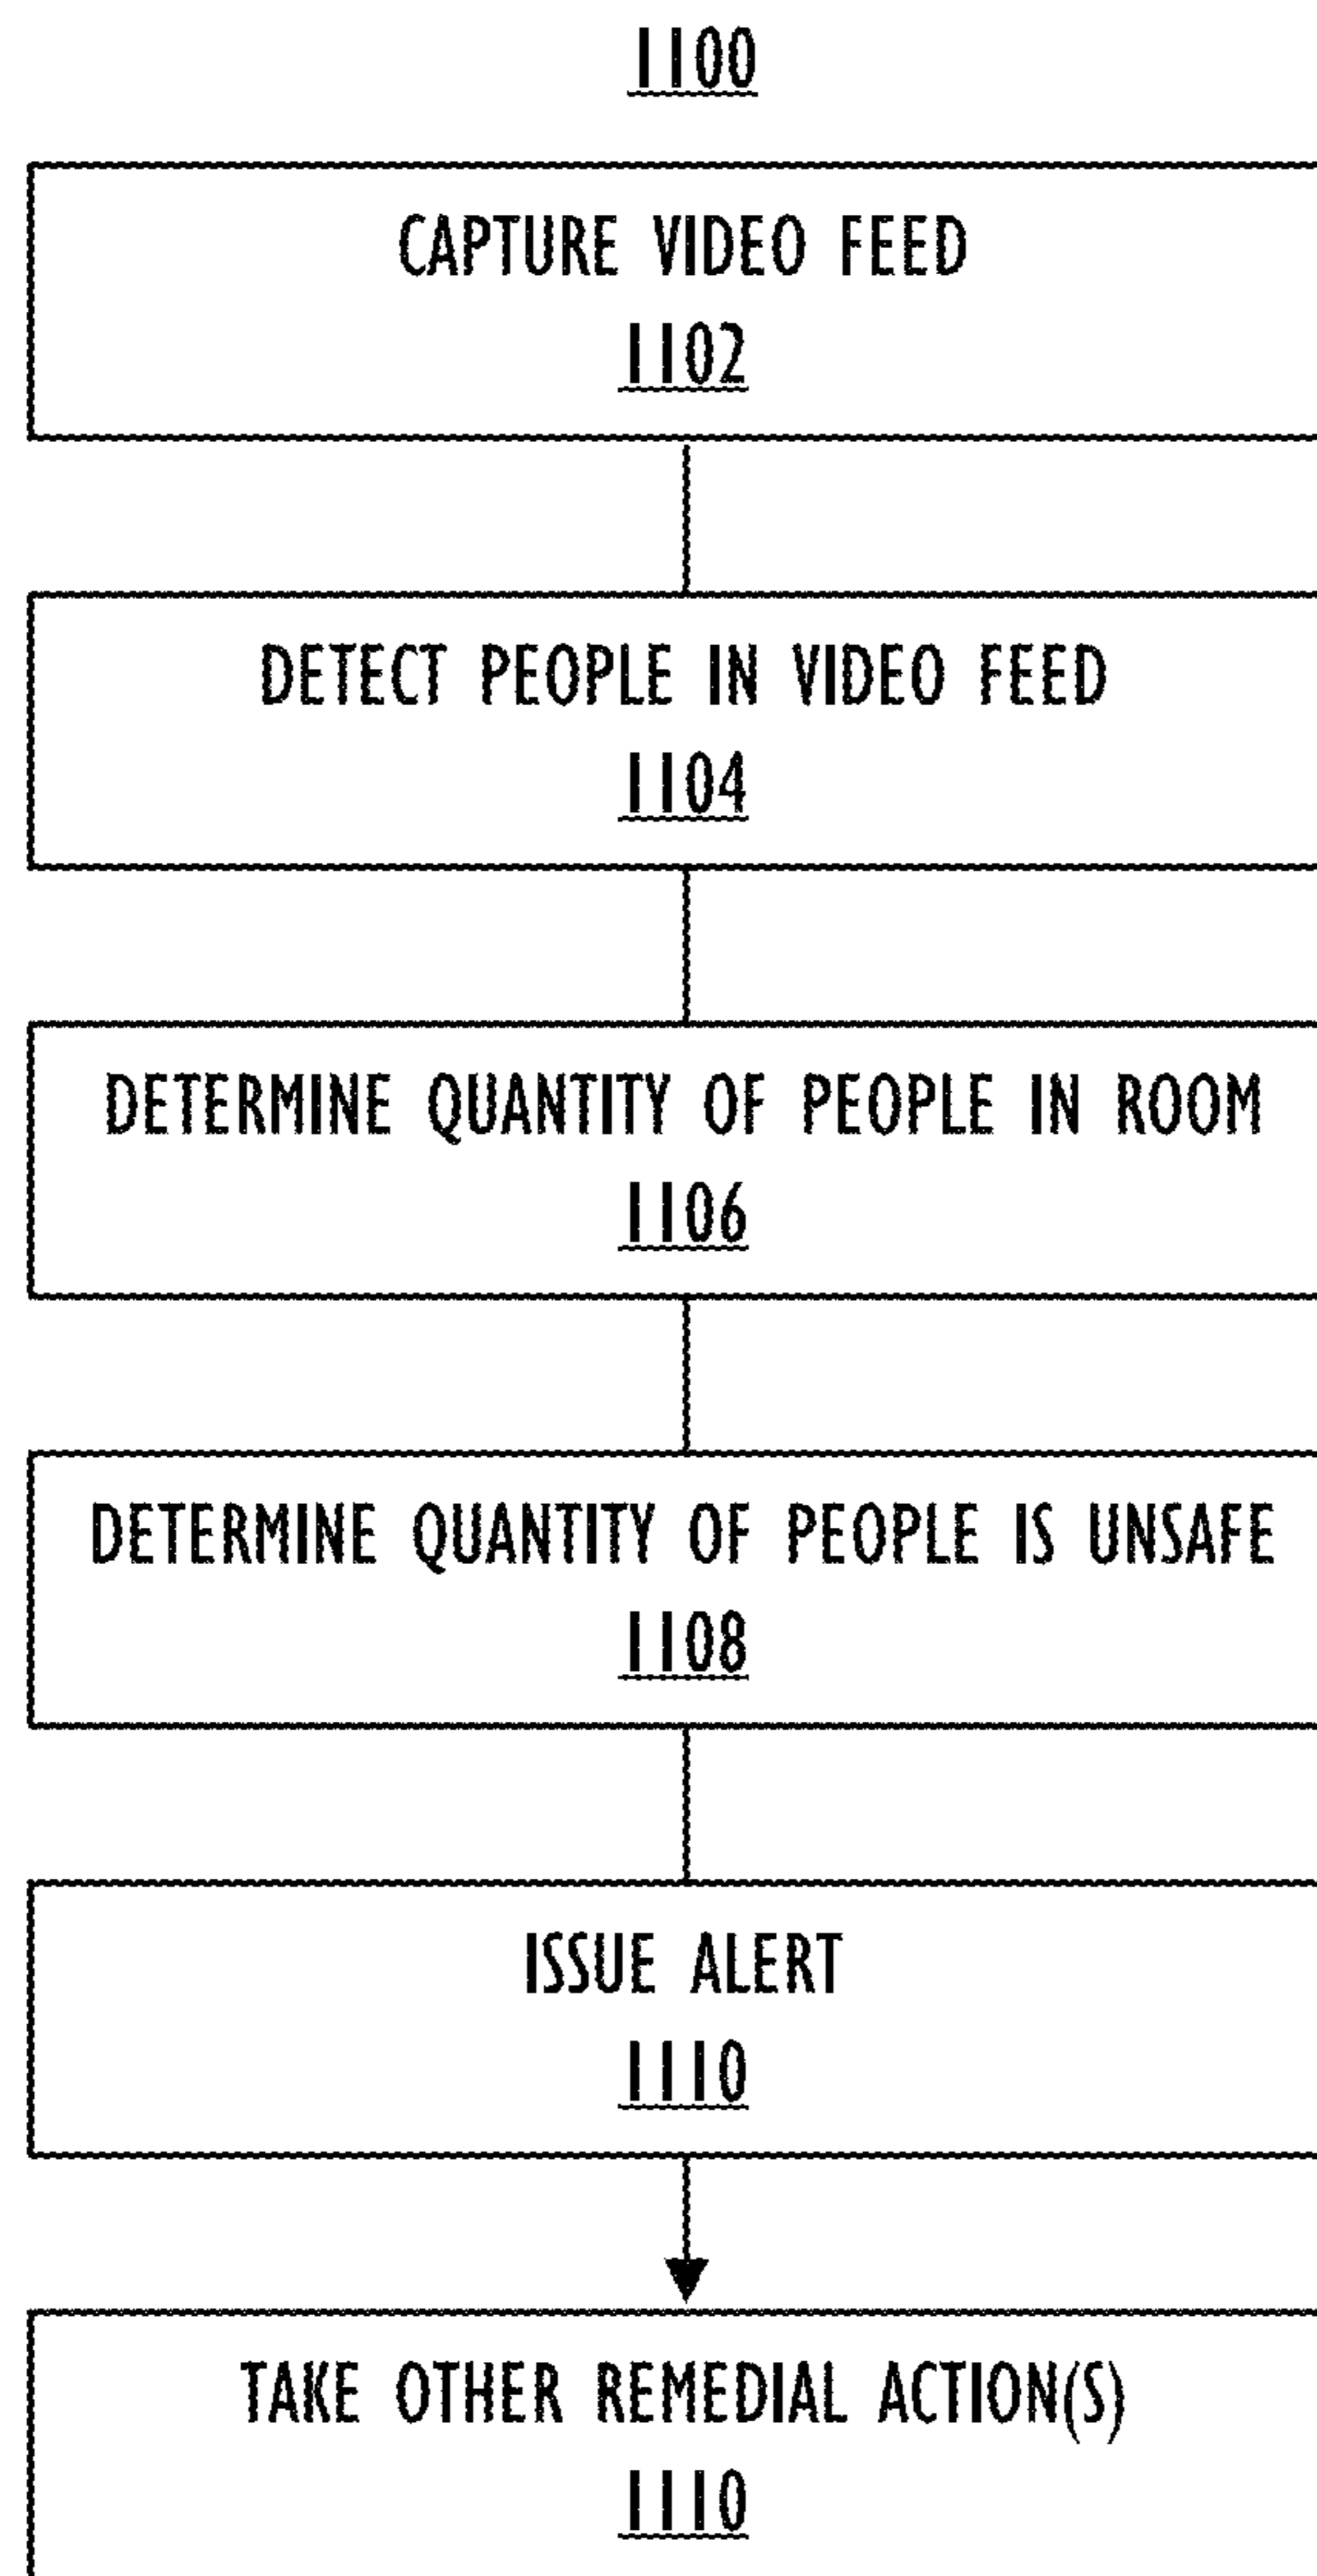 1100
CAPTURE VIDEO FEED
1102
DETECT PEOPLE IN VIDEO FEED
1104
DETERMINE QUANTITY OF PEOPLE IN ROOM
1106
DETERMINE QUANTITY OF PEOPLE IS UNSAFE
1108
ISSUE ALERT
1110
TAKE OTHER REMEDIAL ACTION(S)
1110